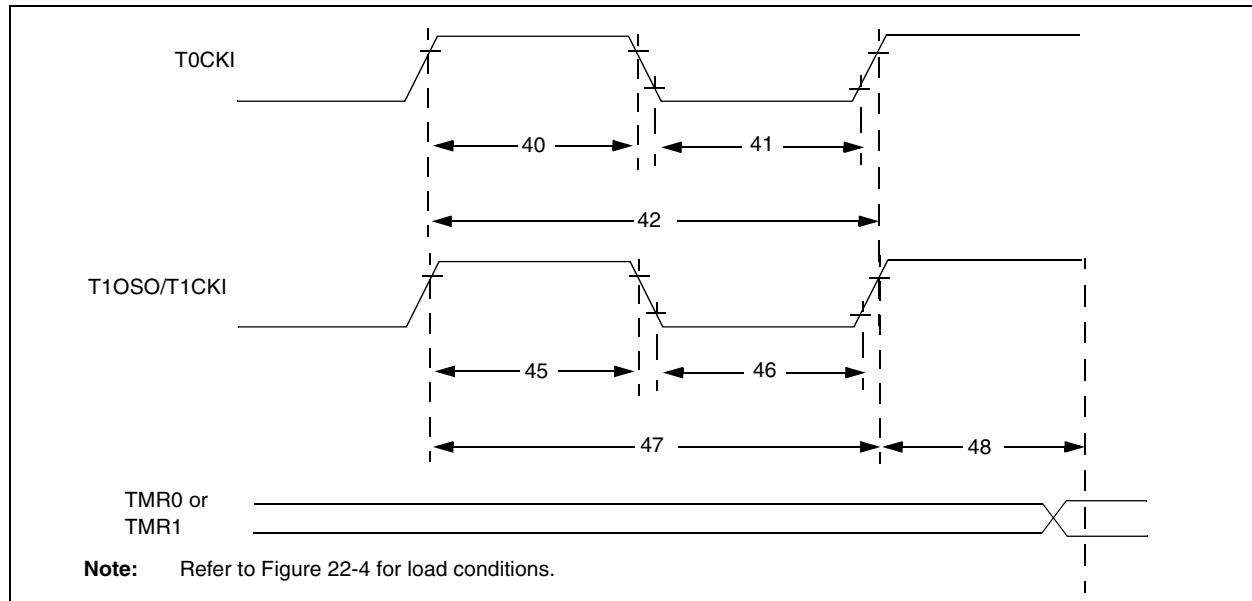 T0CKI
40
41
42
T1OSO/T1CKI
45
46
47
48
TMR0 or
TMR1
Note: Refer to Figure 22-4 for load conditions.